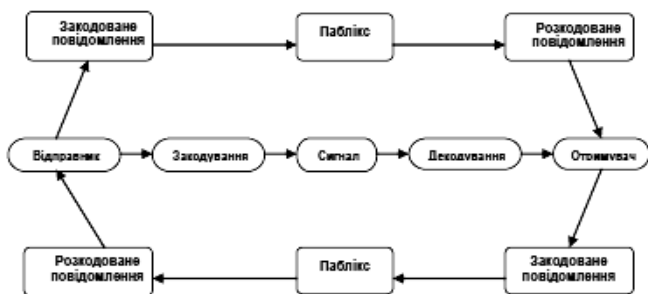 Закодоване
повідомлення
Паблікс
Розкодоване
повідомлення
Відправник
Закодування
Сигнал
Декодування
Отримувач
Розкодоване
повідомлення
Паблікс
Закодоване
повідомлення